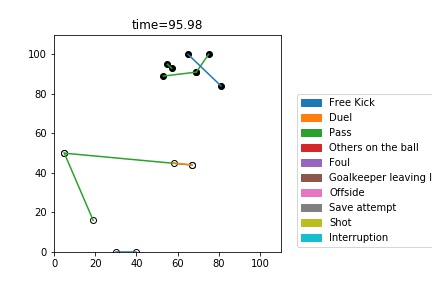 time=95.98
100
80
60
40
20
0
0 20 40 60 80 100
Free Kick
Duel
Pass
Others on the ball
Foul
Goalkeeper leaving l
Offside
Save attempt
Shot
Interruption